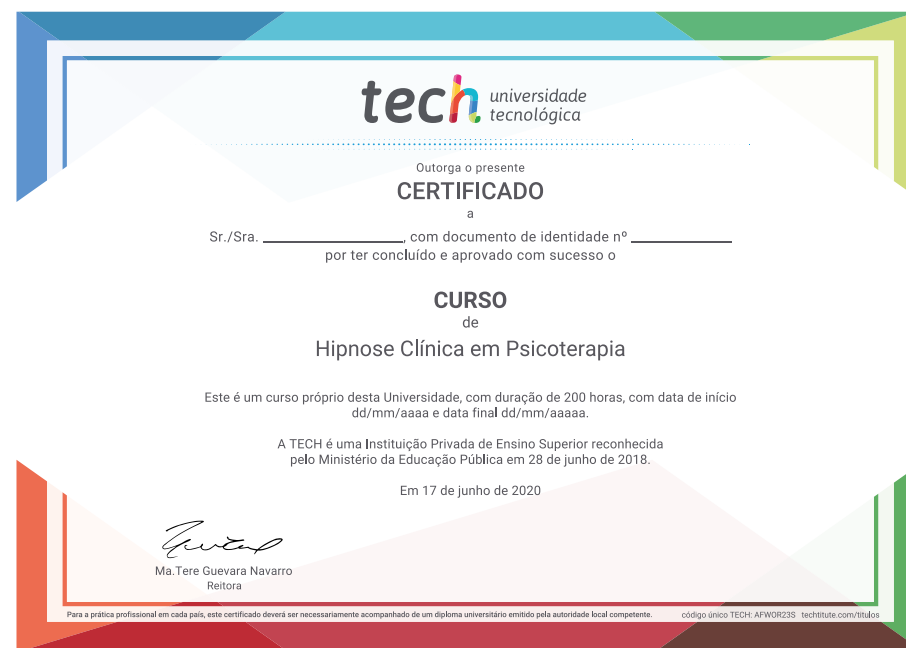 tech universidade
tecnológica
Outorga o presente
CERTIFICADO
a
Sr./Sra. ________________, com documento de identidade nº ____________
por ter concluído e aprovado com sucesso o
CURSO
de
Hipnose Clínica em Psicoterapia
Este é um curso próprio desta Universidade, com duração de 200 horas, com data de início
dd/mm/aaaa e data final dd/mm/aaaaa.
A TECH é uma Instituição Privada de Ensino Superior reconhecida
pelo Ministério da Educação Pública em 28 de junho de 2018.
Em 17 de junho de 2020
Ma.Tere Guevara Navarro
Reitora
Para a prática profissional em cada país, este certificado deverá ser necessariamente acompanhado de um diploma universitário emitido pela autoridade local competente. código único TECH: AFWOR23S techtitute.com/titulos